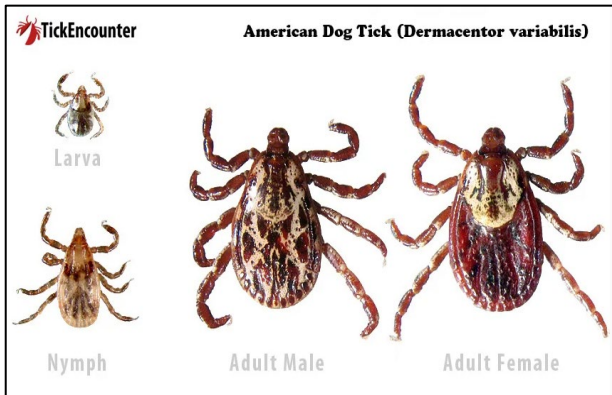 TickEncounter
American Dog Tick (Dermacentor variabilis)
Larva
Nymph
Adult Male
Adult Female